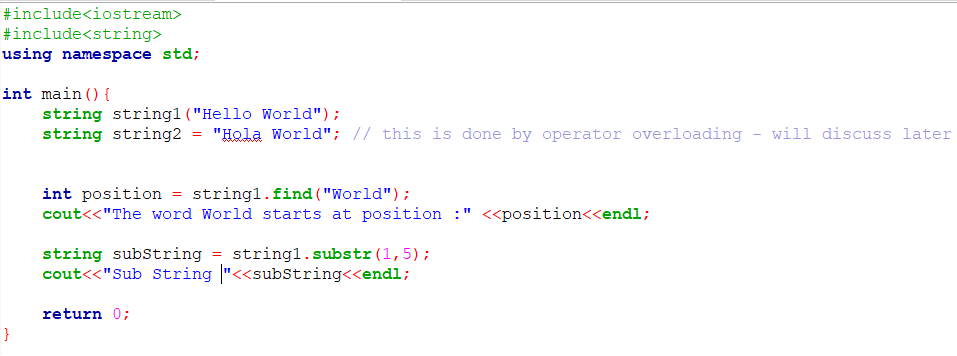 #include<iostream>
#include<string>
using namespace std;
int main(){
string string1("Hello World");
string string2 = "Hola World"; // this is done by operator overloading - will discuss later
int position = string1.find("World");
cout<<"The word World starts at position :" <<position<<endl;
string subString = string1.substr(1,5);
cout<<"Sub String "<<subString<<endl;
return 0;
}